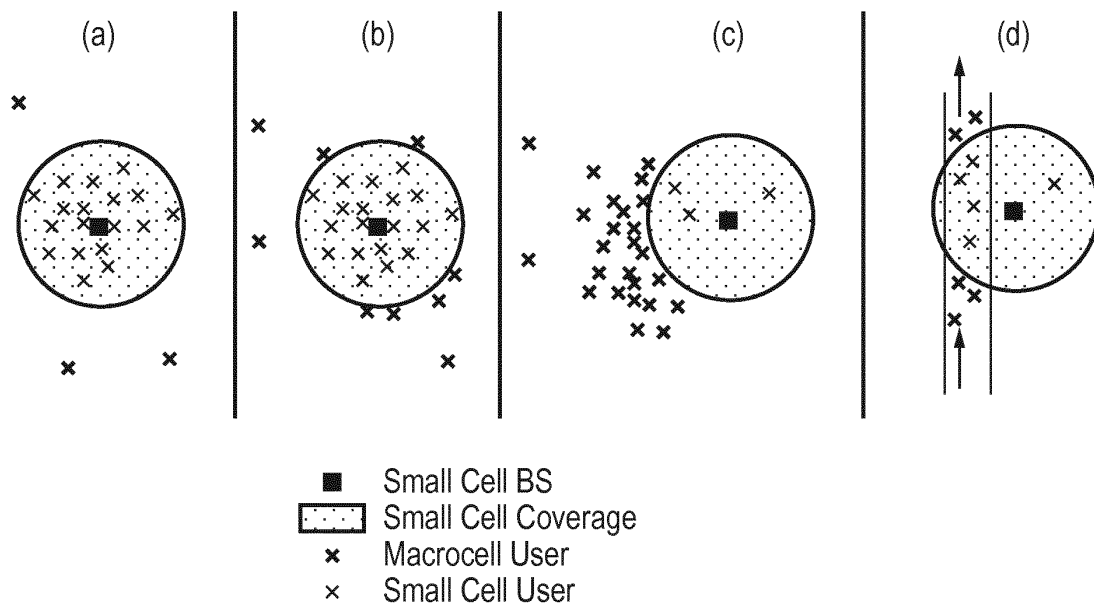 (a)
(b)
(c)
(d)
Small Cell BS
Small Cell Coverage
Macrocell User
Small Cell User